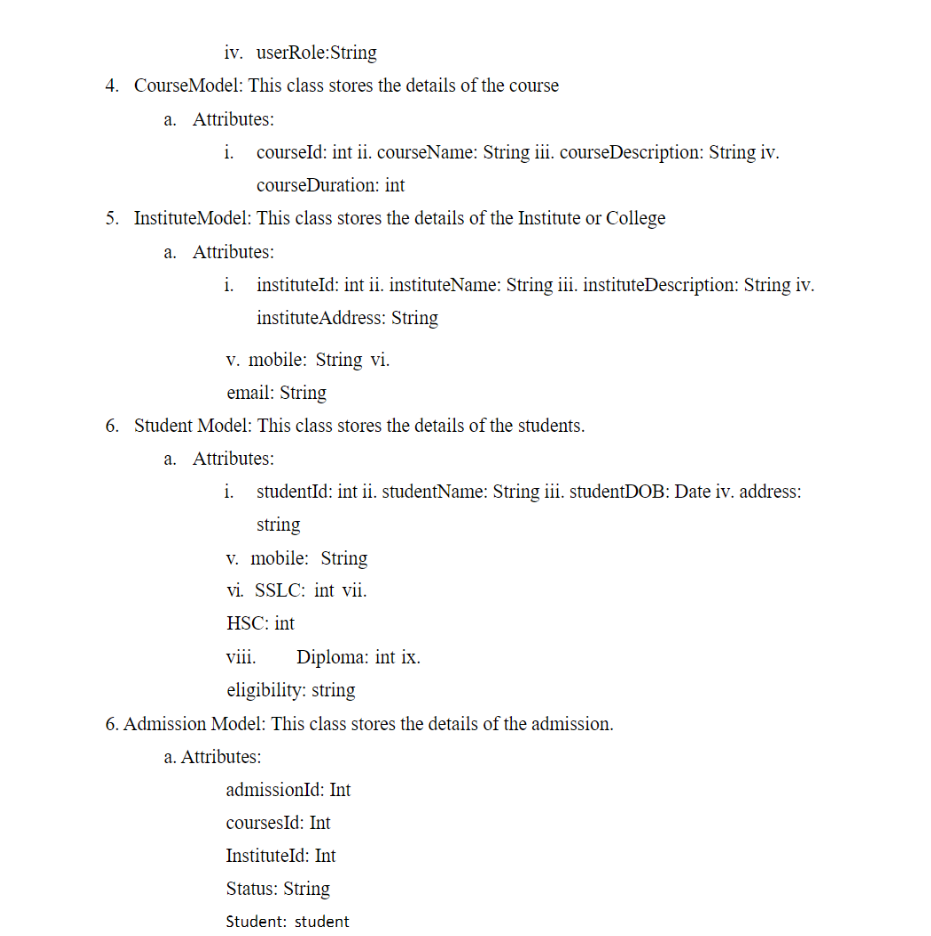 iv. userRole:String
4. CourseModel: This class stores the details of the course
a. Attributes:
i. courseId: int ii. courseName: String iii. courseDescription: String iv.
courseDuration: int
5. InstituteModel: This class stores the details of the Institute or College
a. Attributes:
i. instituteId: int ii. instituteName: String iii. instituteDescription: String iv.
instituteAddress: String
v. mobile: String vi.
email: String
6. Student Model: This class stores the details of the students.
a. Attributes:
i. studentId: int ii. studentName: String iii. studentDOB: Date iv. address:
string
v. mobile: String
vi. SSLC: int vii.
HSC: int
viii. Diploma: int ix.
eligibility: string
6. Admission Model: This class stores the details of the admission.
a. Attributes:
admissionId: Int
coursesId: Int
InstituteId: Int
Status: String
Student: student